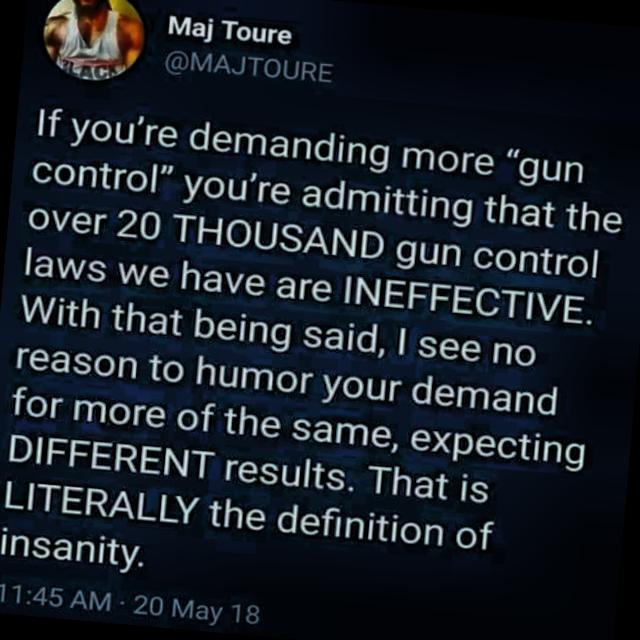 Maj Toure
@MAJTOURE
If you're demanding more "gun
control" you're admitting that the
over 20 THOUSAND gun control
laws we have are INEFFECTIVE.
With that being said, I see no
reason to humor your demand
for more of the same, expecting
DIFFERENT results. That is
LITERALLY the definition of
insanity.
11:45 AM · 20 May 18